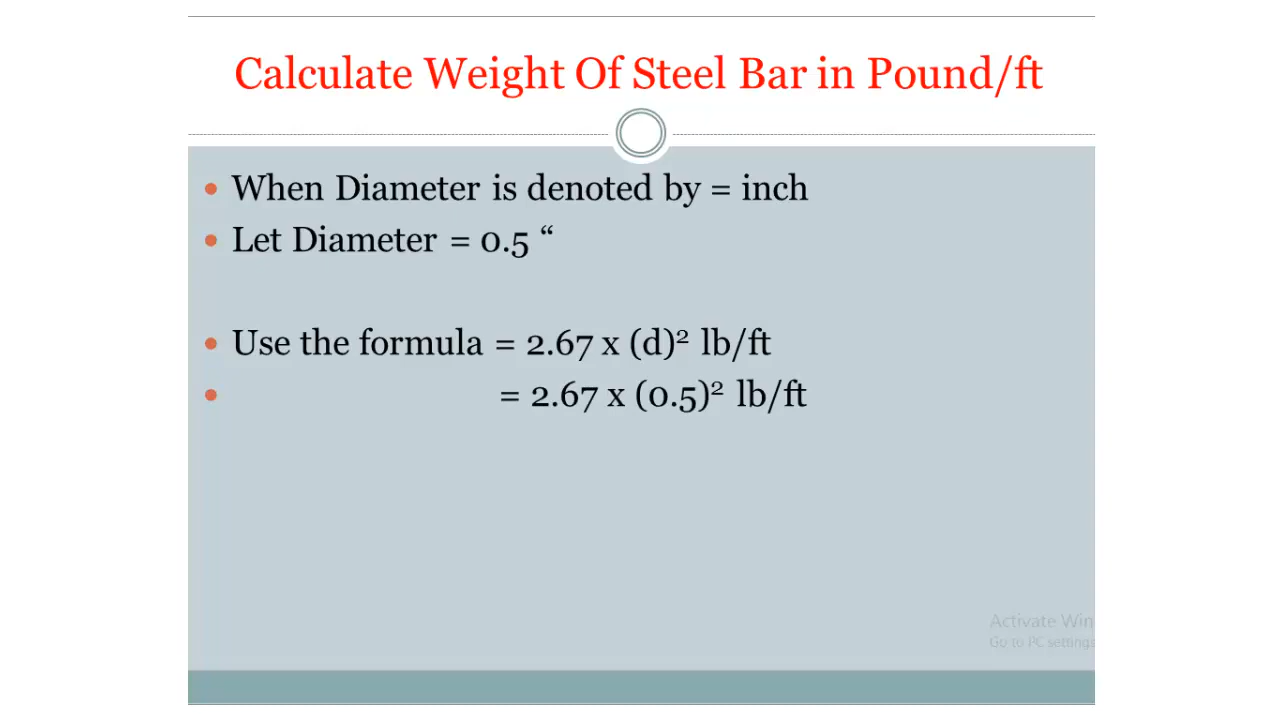 Calculate Weight Of Steel Bar in Pound/ft
• When Diameter is denoted by = inch
• Let Diameter = 0.5 “
• Use the formula = 2.67 x (d)² lb/ft
• = 2.67 x (0.5)² lb/ft
Activate Win
Go to PC settings